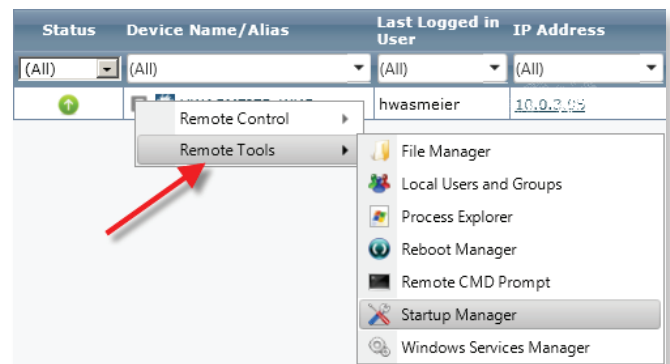 Status Device Name/Alias Last Logged in User IP Address
(All) (All) (All) (All)
hwasmeier
Remote Control
Remote Tools
File Manager
Local Users and Groups
Process Explorer
Reboot Manager
Remote CMD Prompt
Startup Manager
Windows Services Manager